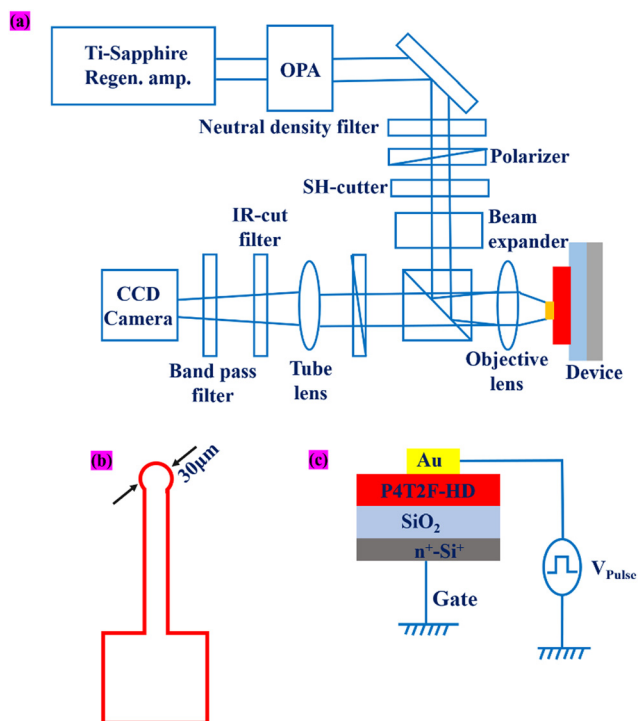 (a)
Ti-Sapphire
Regen. amp.
OPA
Neutral density filter
Polarizer
SH-cutter
Beam
expander
IR-cut
filter
CCD
Camera
Band pass
filter
Tube
lens
Objective
lens
Device
(b)
30μm
(c)
Au
P4T2F-HD
SiO₂
n⁺-Si⁺
Gate
V_Pulse